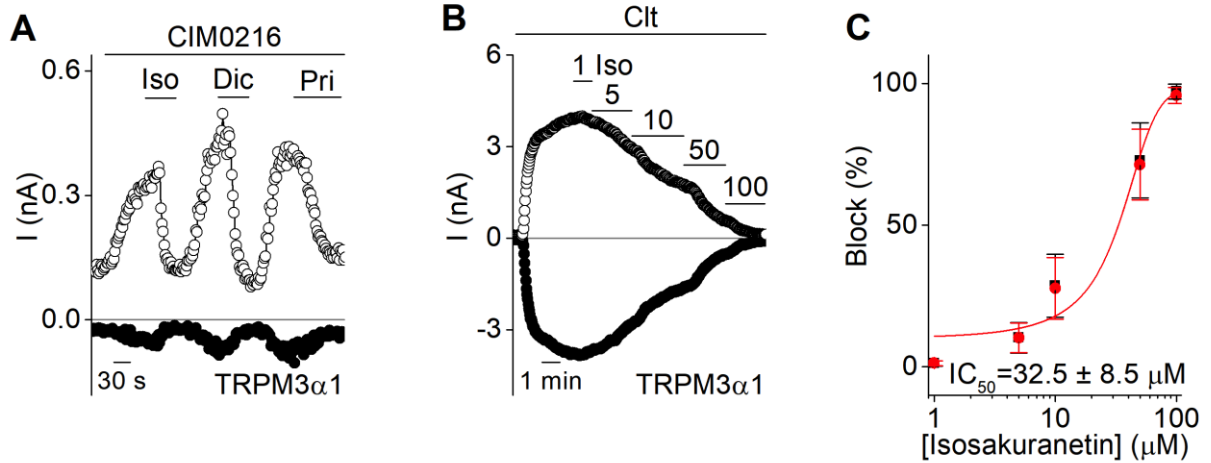 A
CIM0216
Iso Dic Pri
0.6
0.3
0.0
I (nA)
30 s
TRPM3α1
B
Clt
1 Iso
5
10
50
100
6
3
0
-3
I (nA)
1 min
TRPM3α1
C
100
50
0
Block (%)
IC50=32.5 ± 8.5 μM
1 10 100
[Isosakuranetin] (μM)